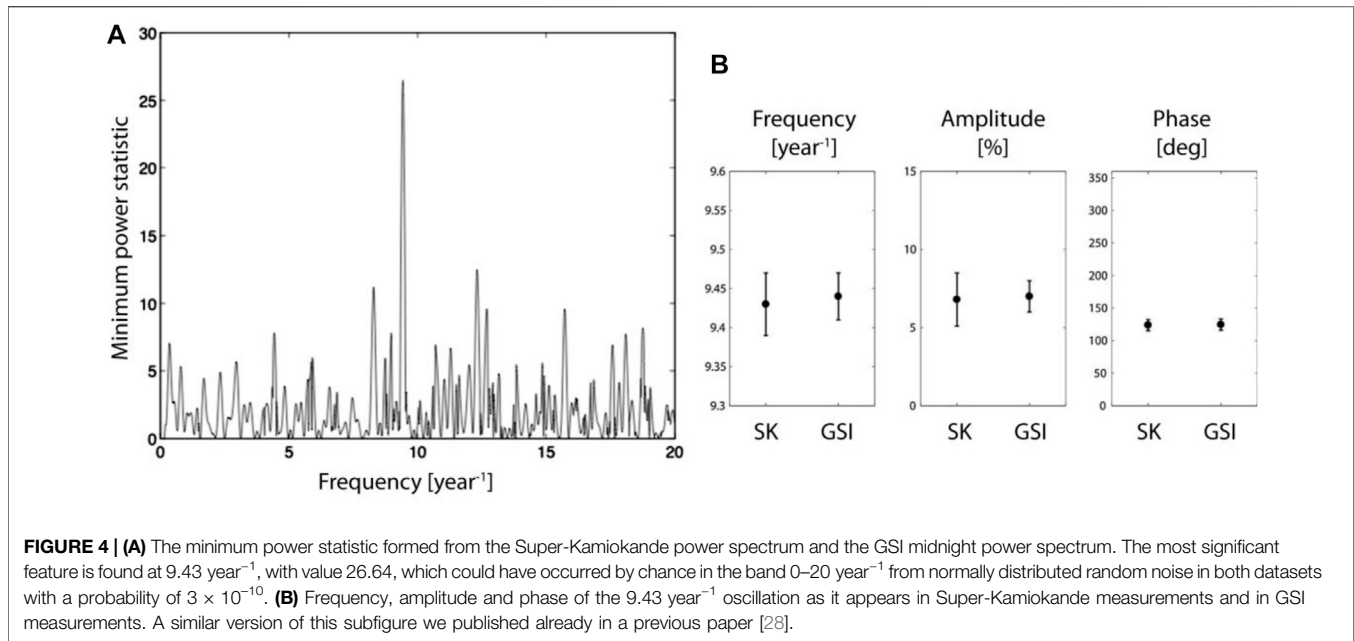 A
30
25
20
15
10
5
0
Minimum power statistic
0 5 10 15 20
Frequency [year⁻¹]
B
Frequency [year⁻¹]
9.6
9.55
9.5
9.45
9.4
9.35
9.3
SK GSI
Amplitude [%]
15
10
5
0
SK GSI
Phase [deg]
350
300
250
200
150
100
50
0
SK GSI
FIGURE 4 | (A) The minimum power statistic formed from the Super-Kamiokande power spectrum and the GSI midnight power spectrum. The most significant
feature is found at 9.43 year⁻¹, with value 26.64, which could have occurred by chance in the band 0–20 year⁻¹ from normally distributed random noise in both datasets
with a probability of 3 × 10⁻¹⁰. (B) Frequency, amplitude and phase of the 9.43 year⁻¹ oscillation as it appears in Super-Kamiokande measurements and in GSI
measurements. A similar version of this subfigure we published already in a previous paper [28].